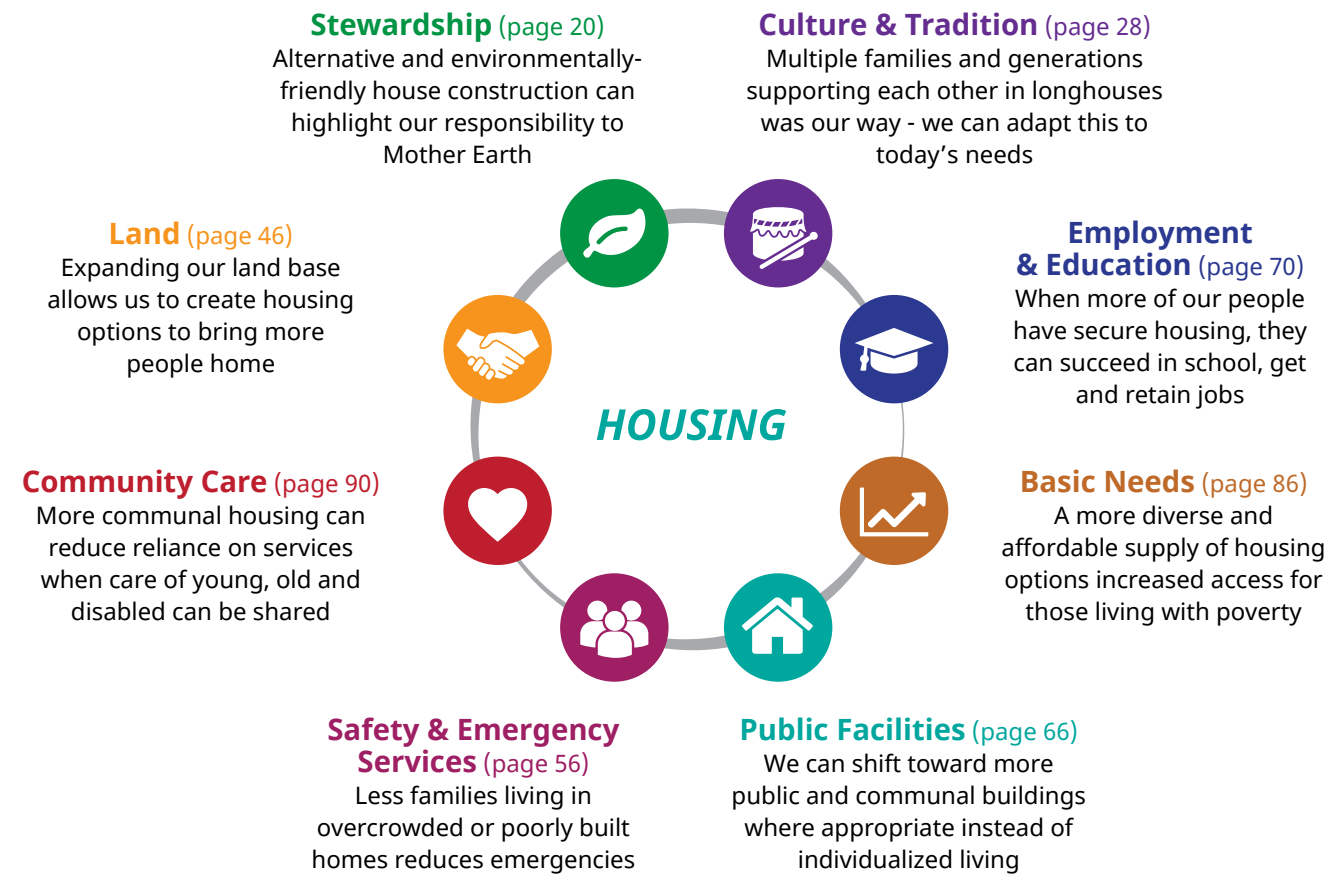 Stewardship (page 20)
Alternative and environmentally-
friendly house construction can
highlight our responsibility to
Mother Earth
Culture & Tradition (page 28)
Multiple families and generations
supporting each other in longhouses
was our way - we can adapt this to
today's needs
Land (page 46)
Expanding our land base
allows us to create housing
options to bring more
people home
Employment
& Education (page 70)
When more of our people
have secure housing, they
can succeed in school, get
and retain jobs
HOUSING
Community Care (page 90)
More communal housing can
reduce reliance on services
when care of young, old and
disabled can be shared
Basic Needs (page 86)
A more diverse and
affordable supply of housing
options increased access for
those living with poverty
Safety & Emergency
Services (page 56)
Less families living in
overcrowded or poorly built
homes reduces emergencies
Public Facilities (page 66)
We can shift toward more
public and communal buildings
where appropriate instead of
individualized living